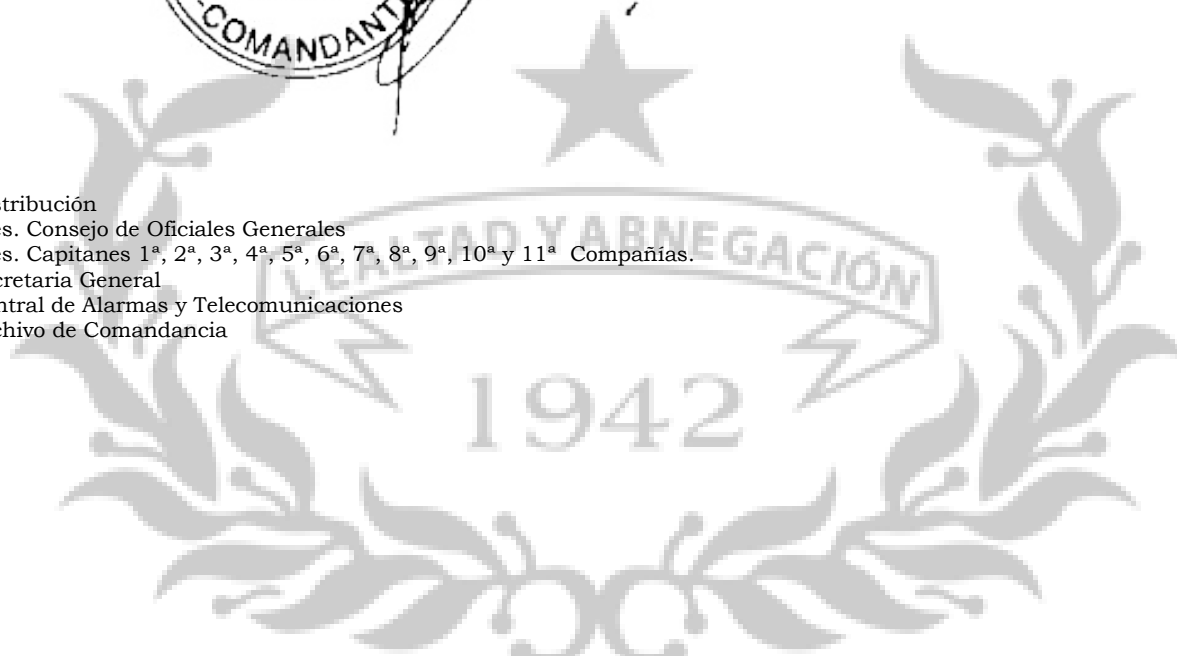 COMANDANT
stribución
es. Consejo de Oficiales Generales
es. Capitanes 1ª, 2ª, 3ª, 4ª, 5ª, 6ª, 7ª, 8ª, 9ª, 10ª y 11ª Compañías.
cretaria General
ntral de Alarmas y Telecomunicaciones
chivo de Comandancia
LEALTAD Y ABNEGACIÓN
1942